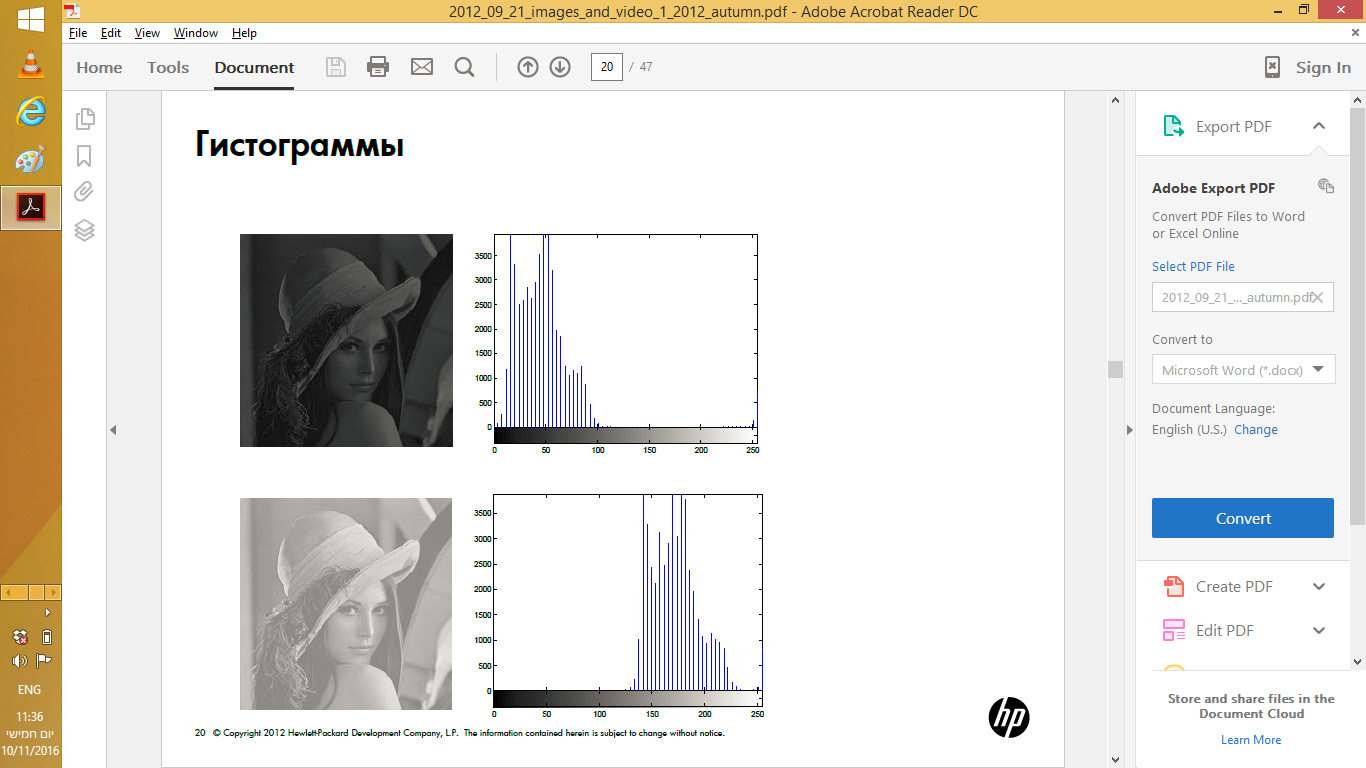 2012_09_21_images_and_video_1_2012_autumn.pdf - Adobe Acrobat Reader DC
File Edit View Window Help
Home Tools Document 20 / 47 Sign In
Гистограммы
3500
3000
2500
2000
1500
1000
500
0
0 50 100 150 200 250
3500
3000
2500
2000
1500
1000
500
0
0 50 100 150 200 250
20 © Copyright 2012 Hewlett-Packard Development Company, L.P. The information contained herein is subject to change without notice.
hp
Export PDF
Adobe Export PDF
Convert PDF Files to Word
or Excel Online
Select PDF File
2012_09_21_..._autumn.pdf
Convert to
Microsoft Word (*.docx)
Document Language:
English (U.S.) Change
Convert
Create PDF
Edit PDF
Store and share files in the
Document Cloud
Learn More
ENG
11:36
יום חמישי
10/11/2016